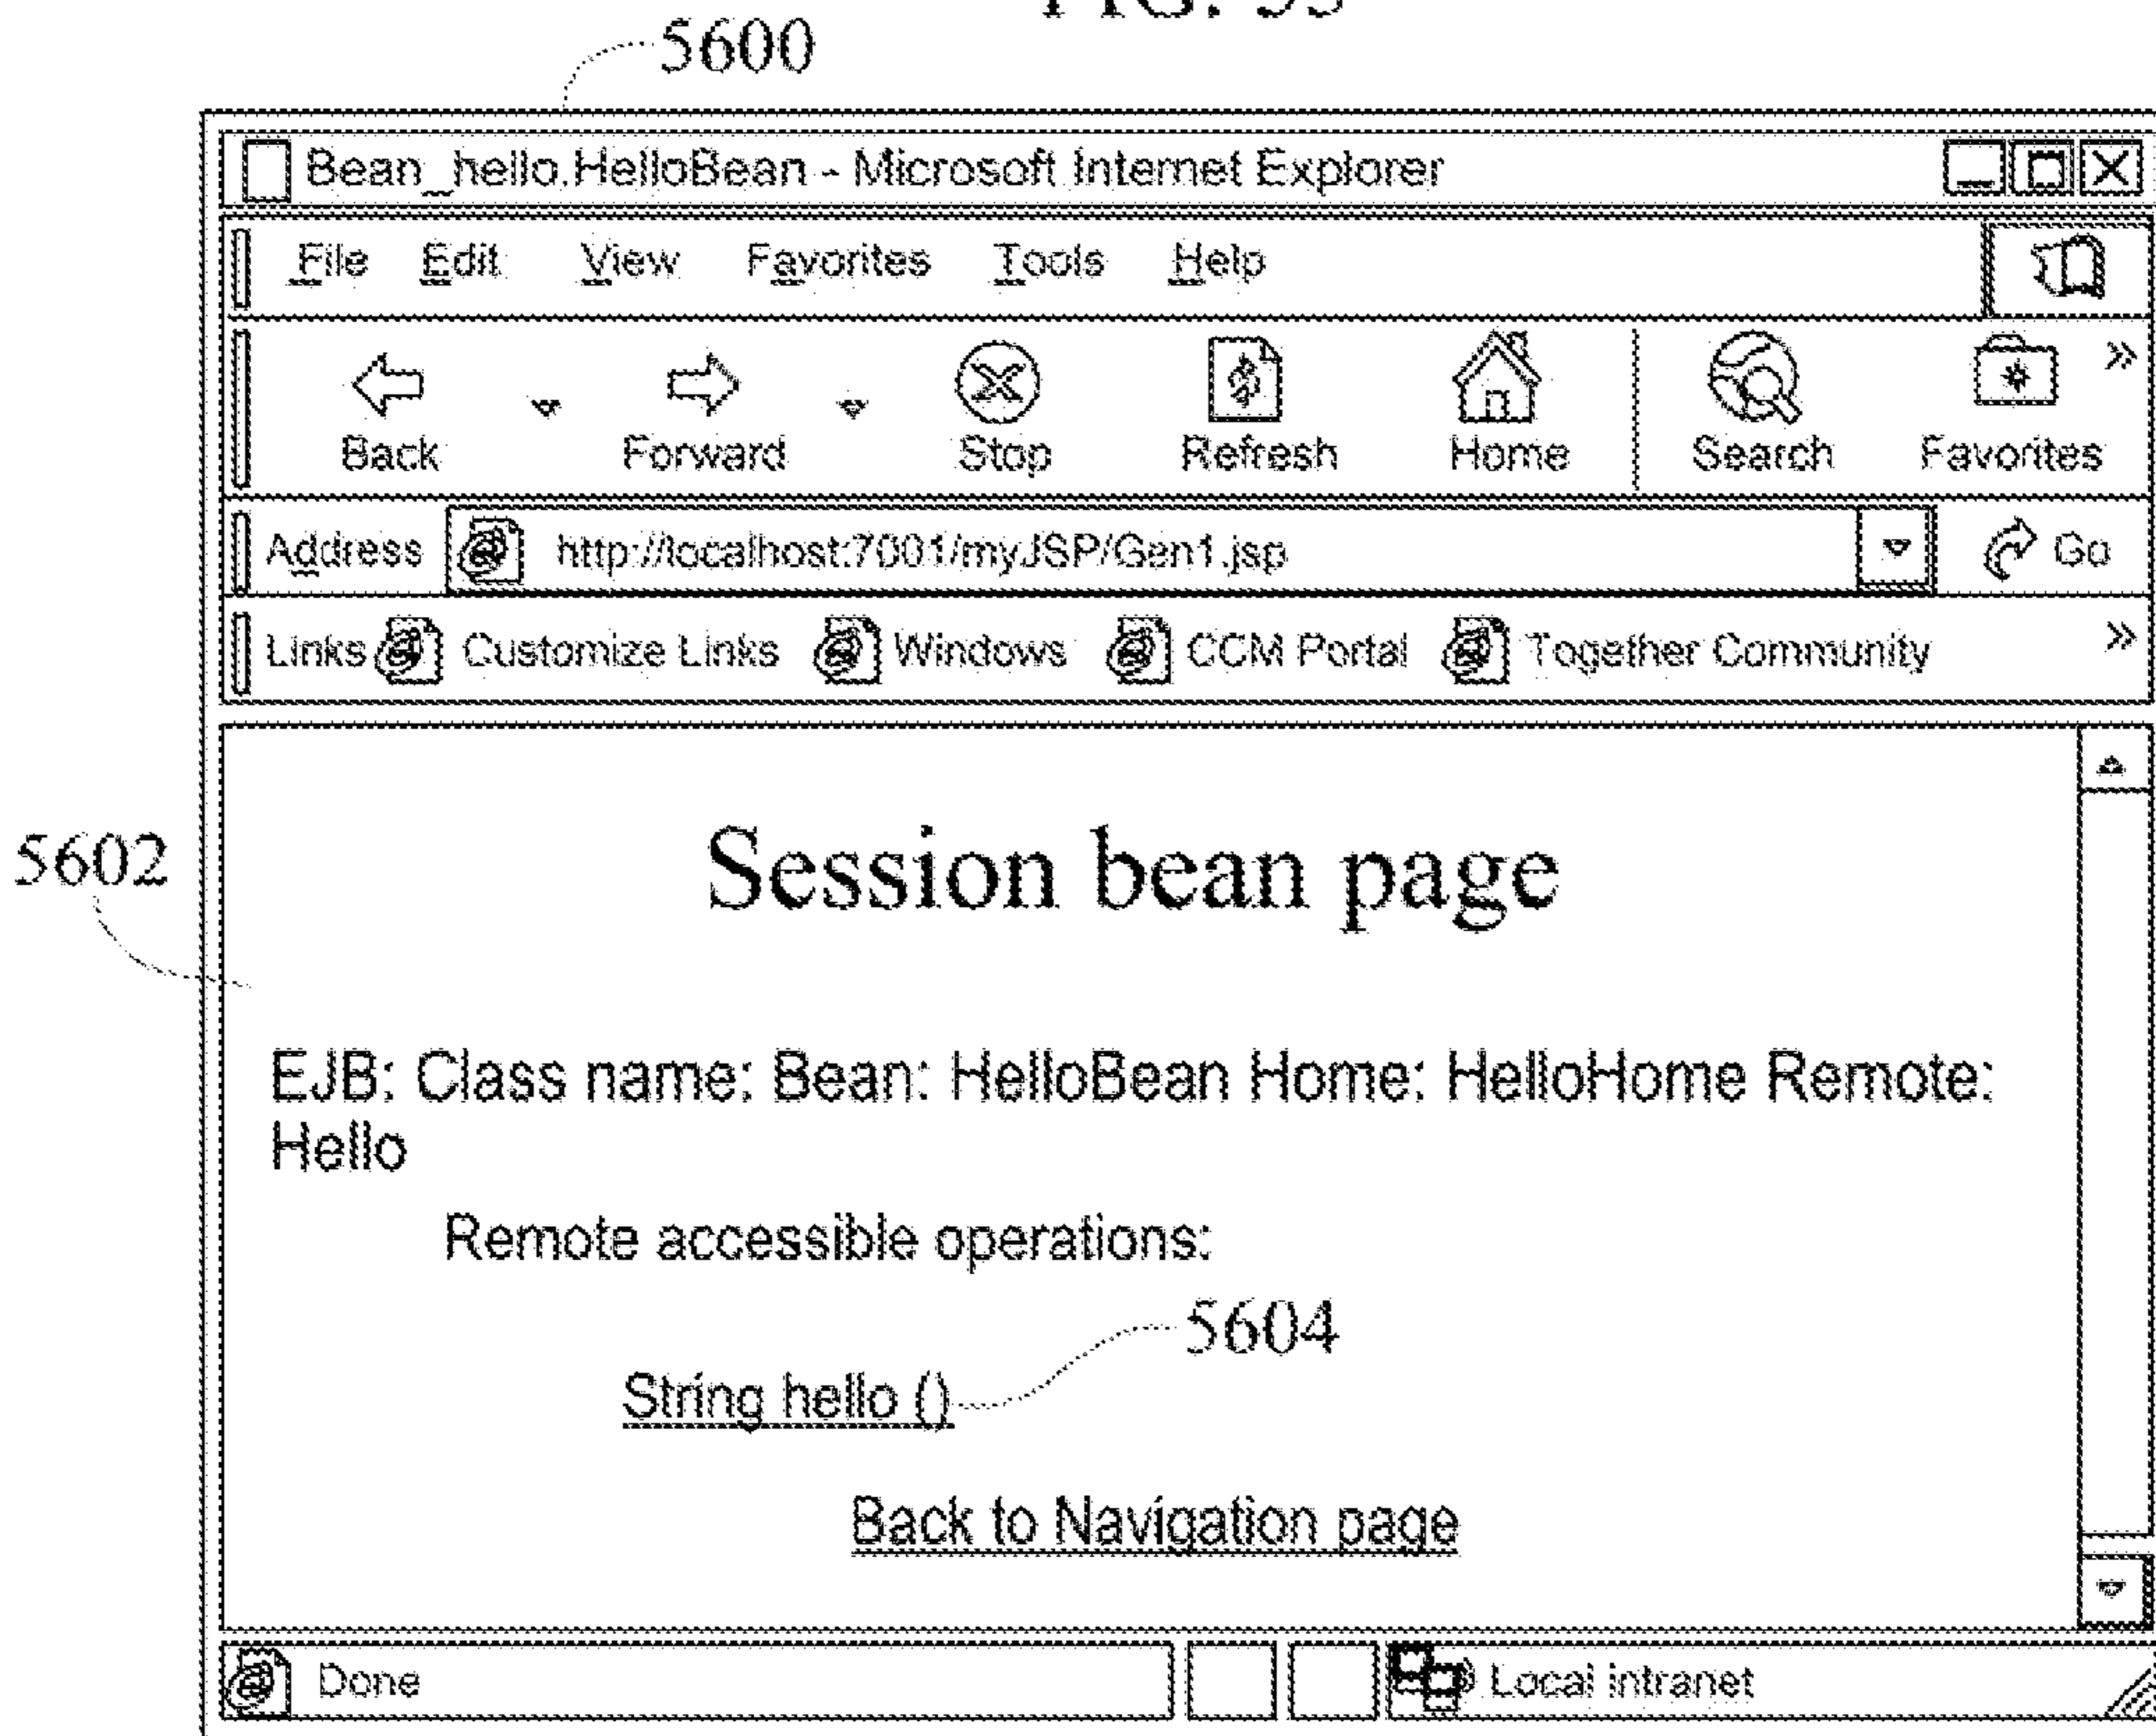 5600
Bean_hello.HelloBean - Microsoft Internet Explorer
File Edit View Favorites Tools Help
Back Forward Stop Refresh Home Search Favorites »
Address http://localhost:7001/myJSP/Gen1.jsp Go
Links Customize Links Windows CCM Portal Together Community »
5602
Session bean page
EJB: Class name: Bean: HelloBean Home: HelloHome Remote:
Hello
Remote accessible operations:
5604
String hello ()
Back to Navigation page
Done Local intranet